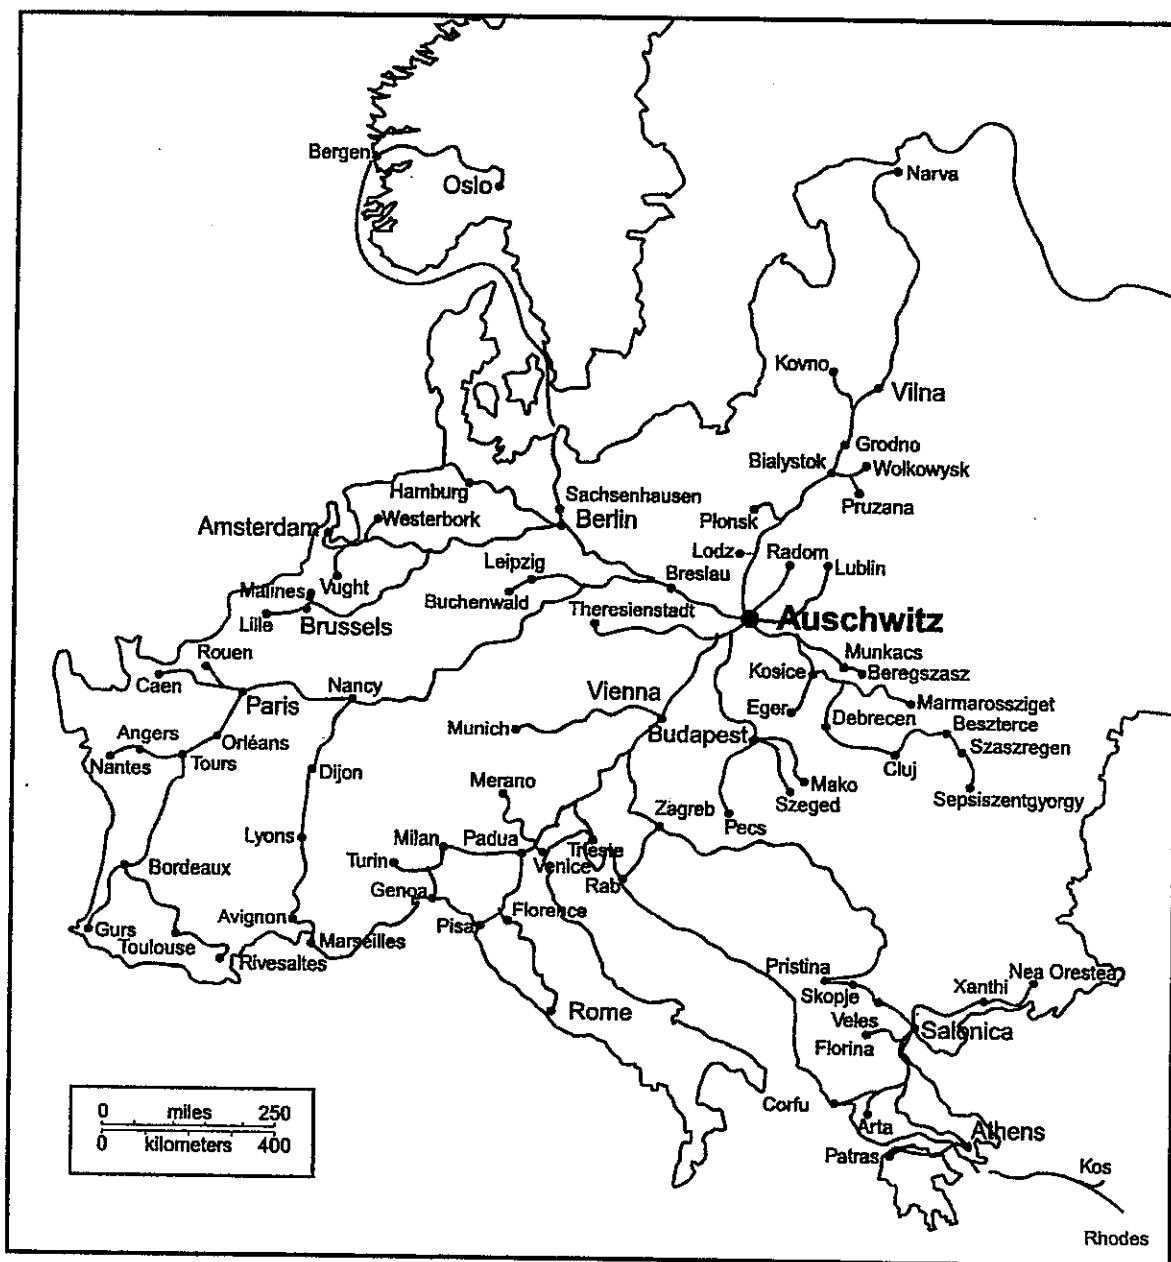 Bergen
Oslo
Narva
Kovno
Vilna
Grodno
Bialystok
Wolkowysk
Pruzana
Hamburg
Sachsenhausen
Berlin
Plonsk
Amsterdam
Westerbork
Lodz
Radom
Lublin
Leipzig
Breslau
Vught
Malines
Buchenwald
Theresienstadt
Lille
Brussels
Auschwitz
Rouen
Munkacs
Caen
Nancy
Kosice
Beregszasz
Paris
Vienna
Eger
Marmarossziget
Angers
Orléans
Munich
Budapest
Debrecen
Beszterce
Nantes
Tours
Szaszregen
Dijon
Merano
Mako
Cluj
Szeged
Sepsiszentgyorgy
Zagreb
Pecs
Lyons
Milan
Padua
Trieste
Bordeaux
Turin
Venice
Rab
Genoa
Avignon
Florence
Gurs
Toulouse
Marseilles
Pisa
Rivesaltes
Pristina
Nea Orestea
Skopje
Xanthi
Rome
Veles
Salonica
Florina
0 miles 250
0 kilometers 400
Corfu
Arta
Athens
Patras
Kos
Rhodes